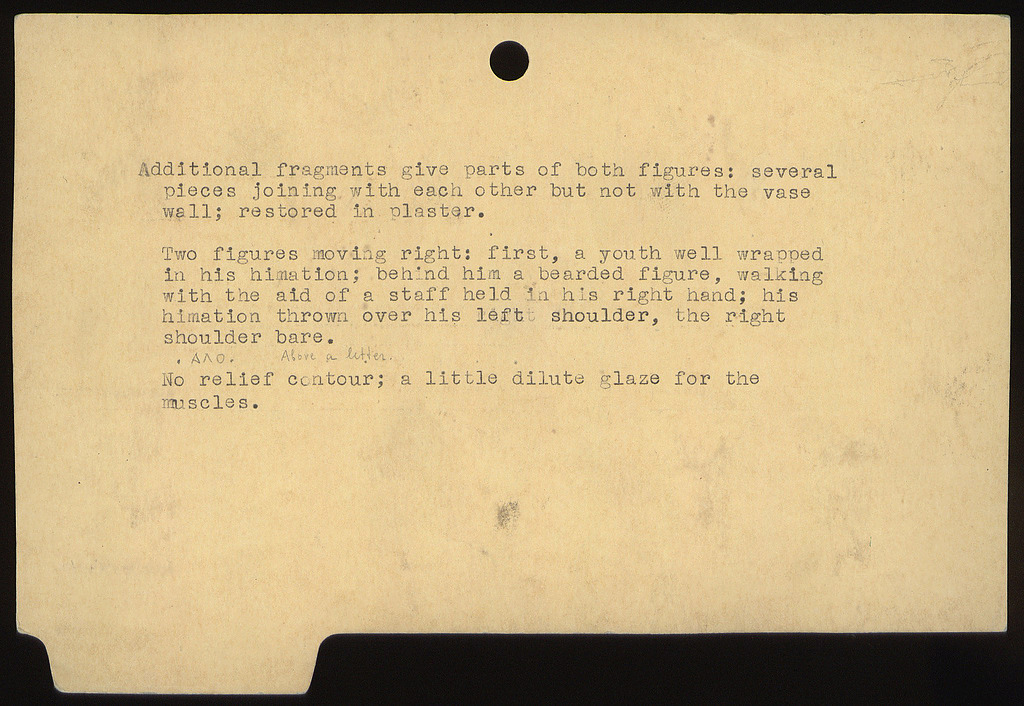 Additional fragments give parts of both figures: several
pieces joining with each other but not with the vase
wall; restored in plaster.
Two figures moving right: first, a youth well wrapped
in his himation; behind him a bearded figure, walking
with the aid of a staff held in his right hand; his
himation thrown over his left shoulder, the right
shoulder bare.
. ΑΛΟ. Above a letter.
No relief contour; a little dilute glaze for the
muscles.